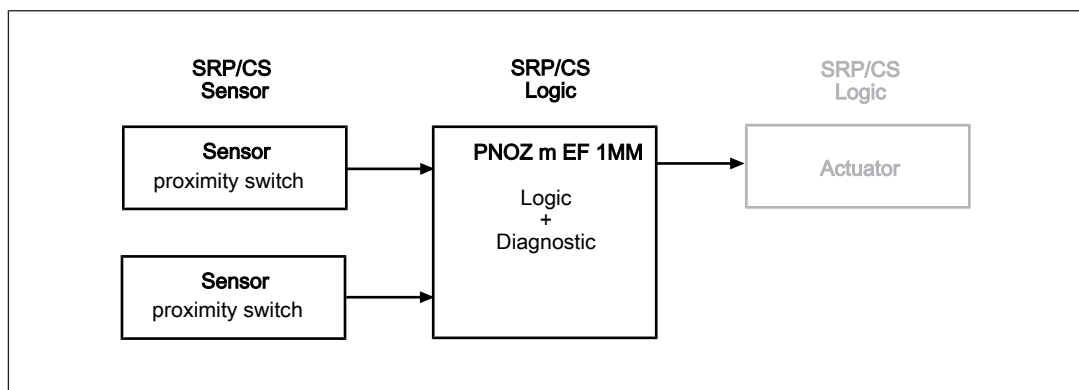 SRP/CS
Sensor
SRP/CS
Logic
SRP/CS
Logic
Sensor
proximity switch
PNOZ m EF 1MM
Logic
+
Diagnostic
Actuator
Sensor
proximity switch